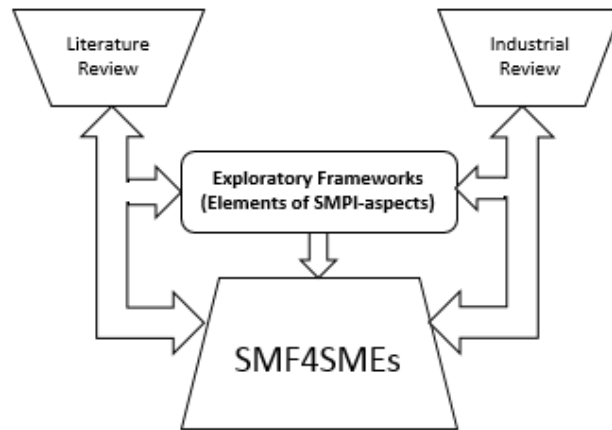 Literature
Review
Industrial
Review
Exploratory Frameworks
(Elements of SMPI-aspects)
SMF4SMEs